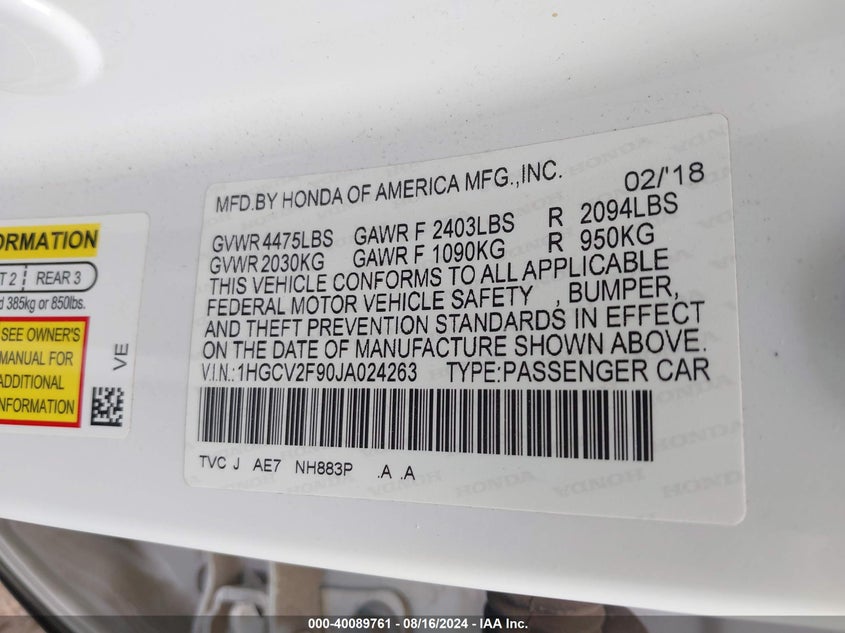 MFD.BY HONDA OF AMERICA MFG.,INC. 02/'18
GVWR 4475LBS GAWR F 2403LBS R 2094LBS
GVWR 2030KG GAWR F 1090KG R 950KG
THIS VEHICLE CONFORMS TO ALL APPLICABLE
FEDERAL MOTOR VEHICLE SAFETY , BUMPER,
AND THEFT PREVENTION STANDARDS IN EFFECT
ON THE DATE OF MANUFACTURE SHOWN ABOVE.
V.I.N.:1HGCV2F90JA024263 TYPE:PASSENGER CAR
TVC J AE7 NH883P .A .A
ORMATION
T 2 REAR 3
d 385kg or 850lbs.
SEE OWNER'S
MANUAL FOR
ADDITIONAL
INFORMATION
VE
000-40089761 - 08/16/2024 - IAA Inc.